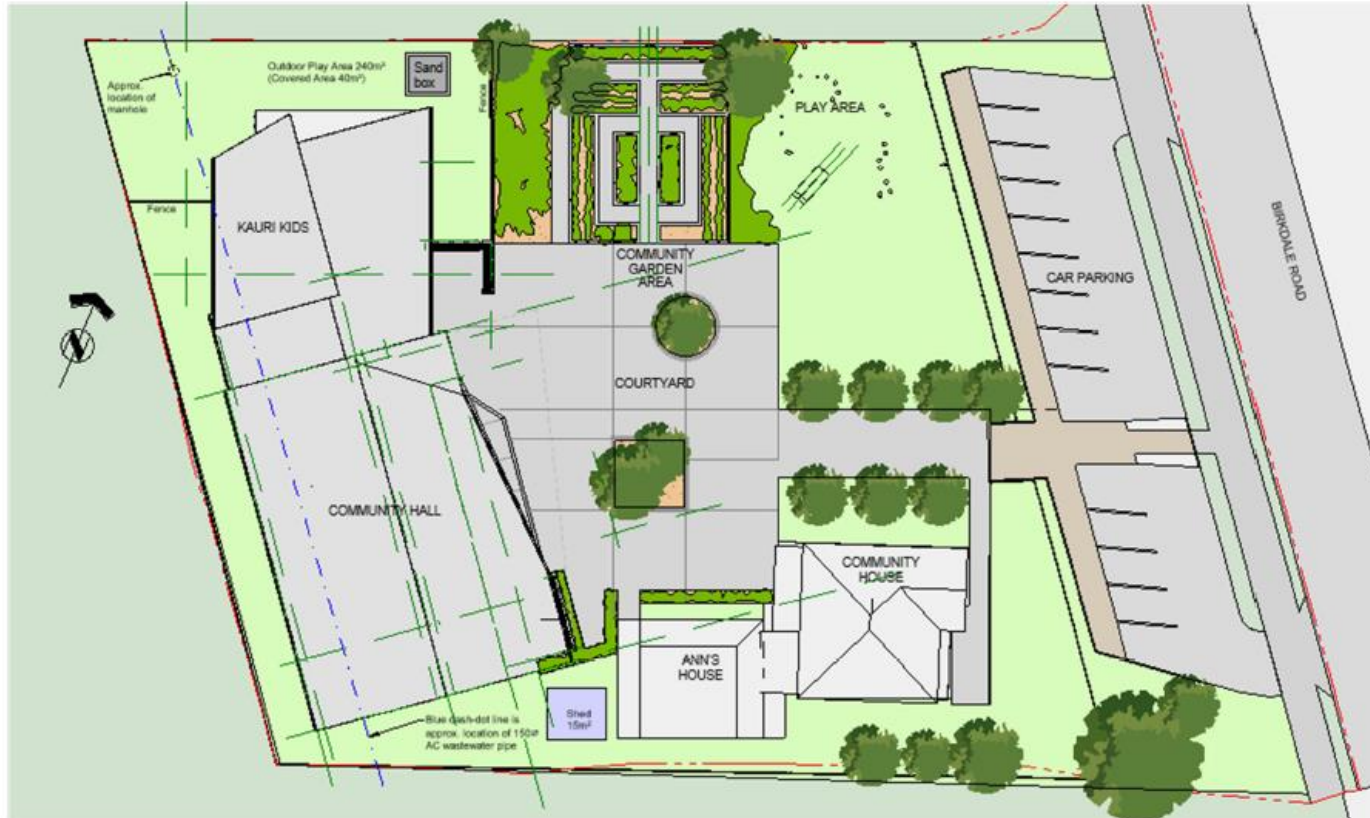 Outdoor Play Area 240m²
(Covered Area 40m²)
Sand
box
Approx.
location of
manhole
Fence
PLAY AREA
Fence
KAURI KIDS
BIRKDALE ROAD
COMMUNITY
GARDEN
AREA
CAR PARKING
COURTYARD
COMMUNITY HALL
COMMUNITY
HOUSE
ANN'S
HOUSE
Shed
15m²
Blue dash-dot line is
approx. location of 150ø
AC wastewater pipe
N